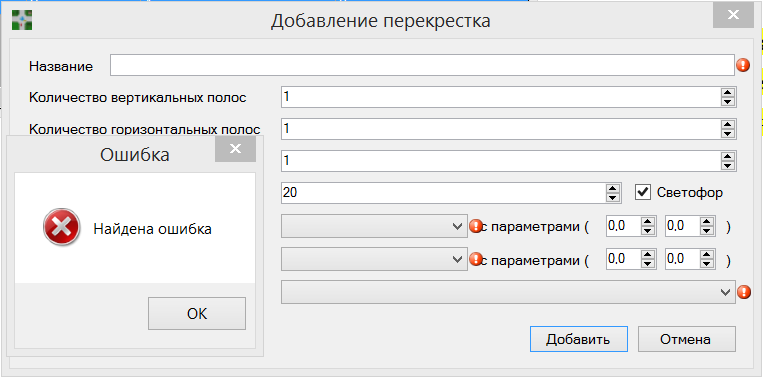 Добавление перекрестка
Название
Количество вертикальных полос 1
Количество горизонтальных полос 1
1
20 Светофор
с параметрами ( 0,0 0,0 )
с параметрами ( 0,0 0,0 )
Добавить Отмена
Ошибка
Найдена ошибка
OK